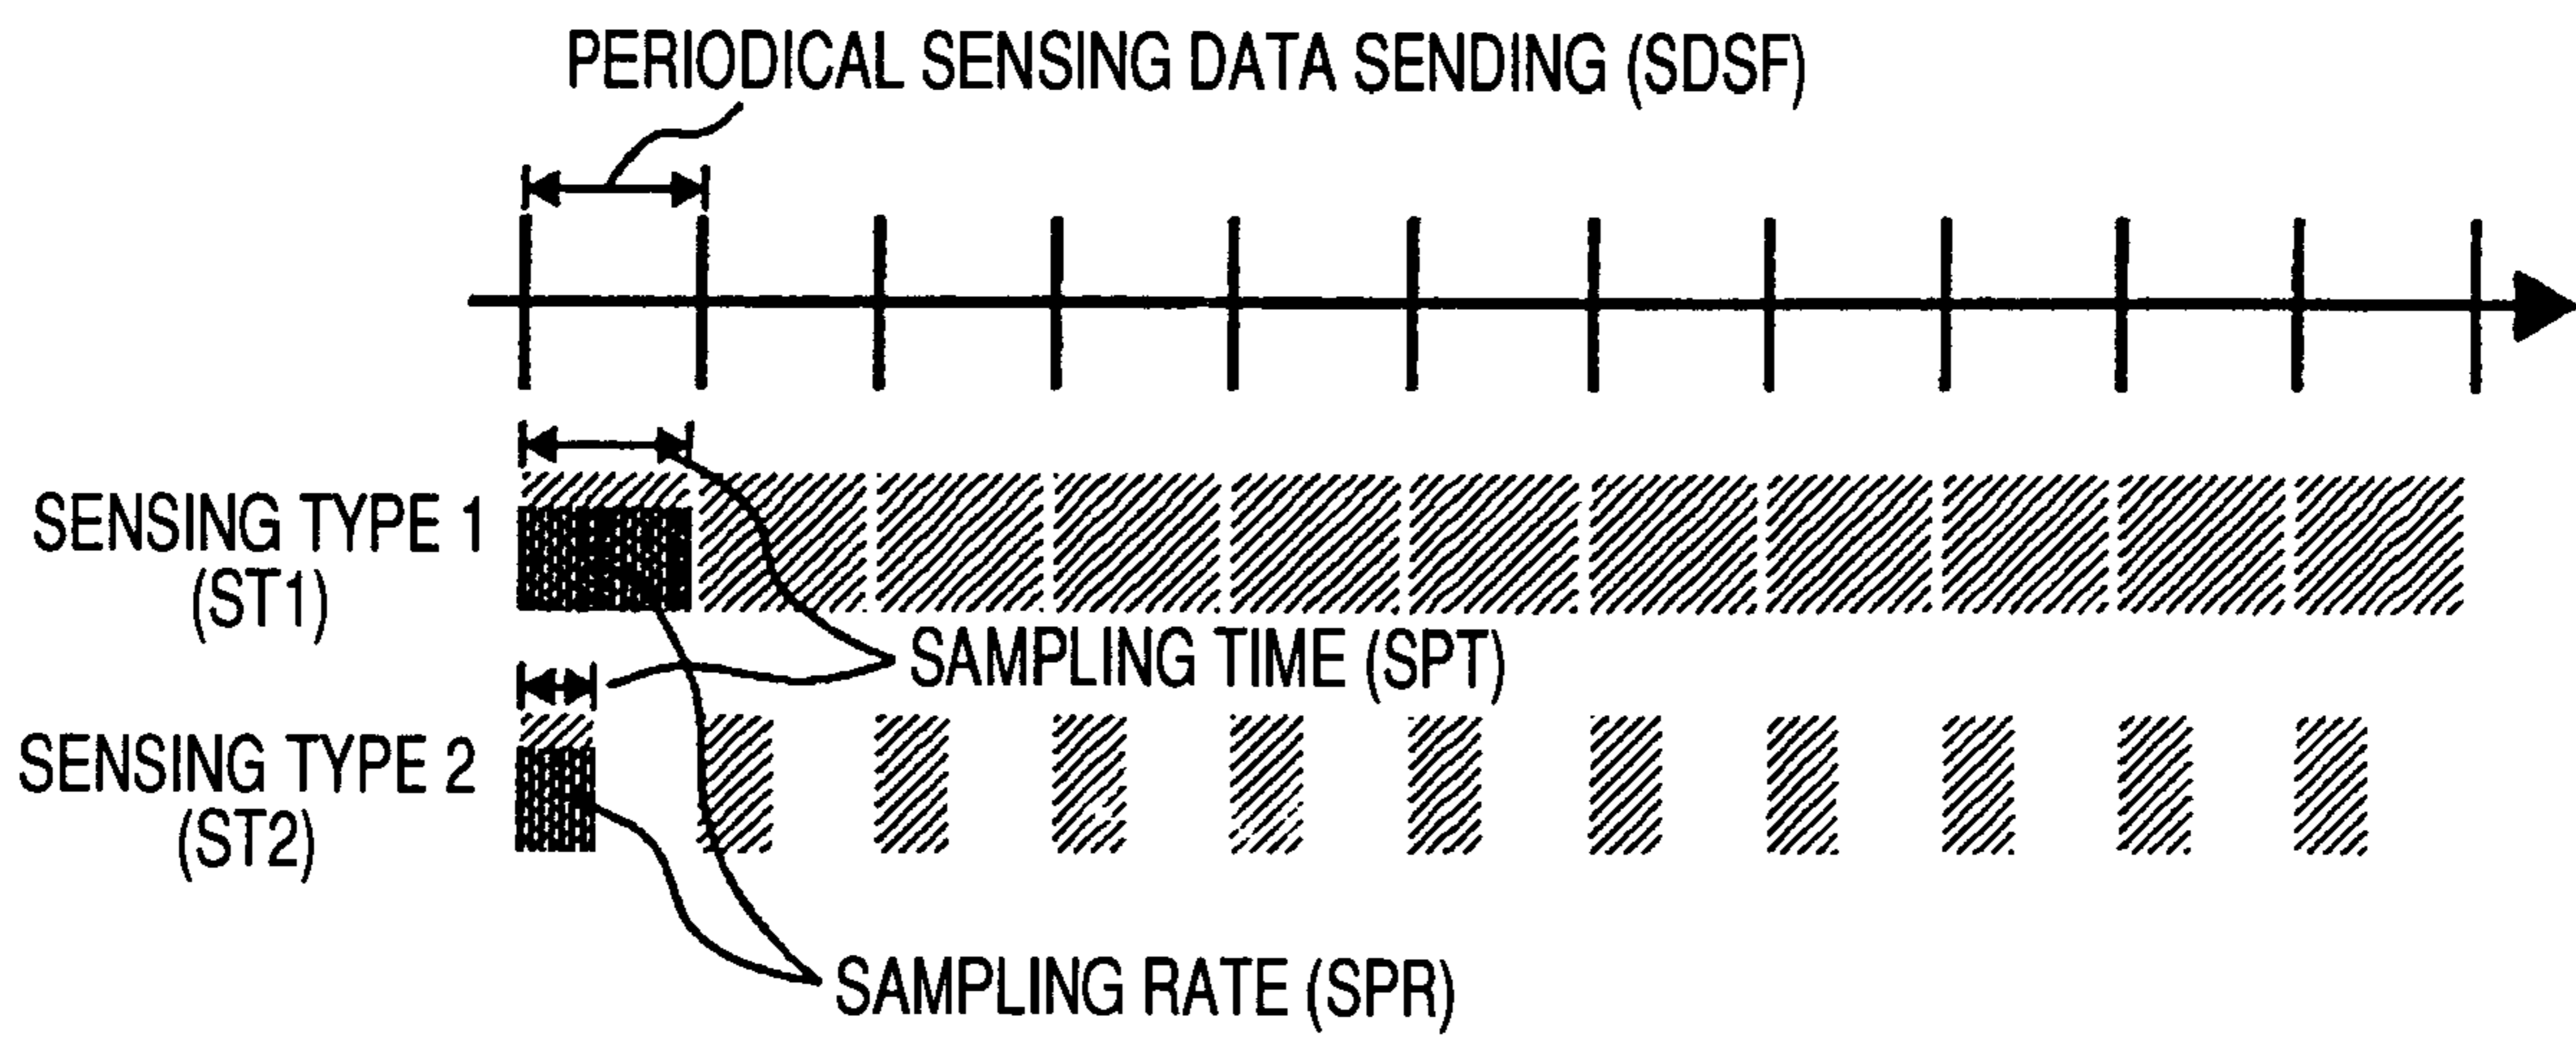 PERIODICAL SENSING DATA SENDING (SDSF)
SENSING TYPE 1
(ST1)
SAMPLING TIME (SPT)
SENSING TYPE 2
(ST2)
SAMPLING RATE (SPR)